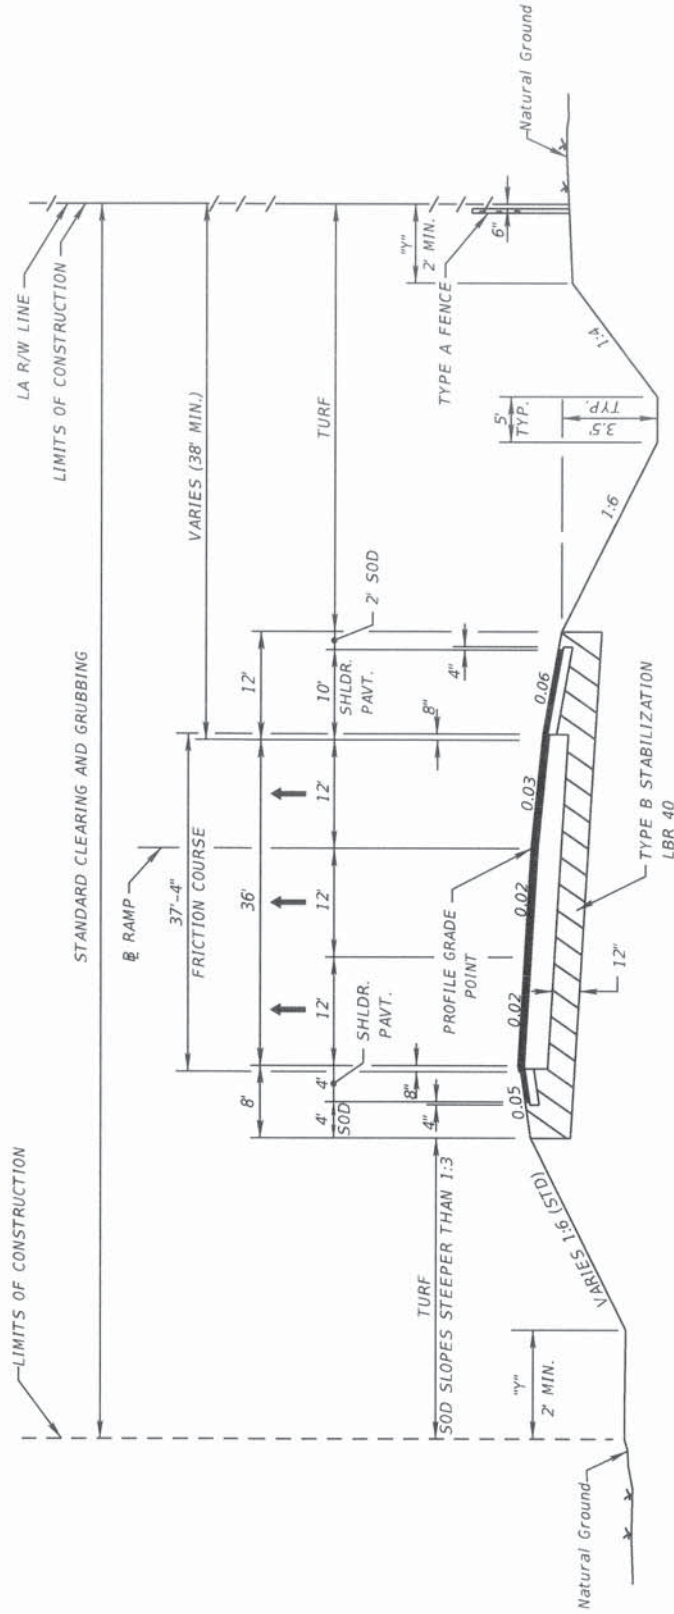 LIMITS OF CONSTRUCTION
LA R/W LINE
LIMITS OF CONSTRUCTION
STANDARD CLEARING AND GRUBBING
℄ RAMP
37'-4"
FRICTION COURSE
VARIES (38' MIN.)
8'
36'
12'
4'
SOD
4'
12'
12'
12'
10'
SHLDR.
PAVT.
TURF
SHLDR.
PAVT.
2' SOD
TURF
SOD SLOPES STEEPER THAN 1:3
4"
8"
8"
4"
"Y"
2' MIN.
TYPE A FENCE
6"
Natural Ground
PROFILE GRADE
POINT
"Y"
2' MIN.
VARIES 1:6 (STD)
0.05
0.02
0.02
0.03
0.06
1:6
5'
TYP.
3.5'
TYP.
1:4
Natural Ground
12"
TYPE B STABILIZATION
LBR 40